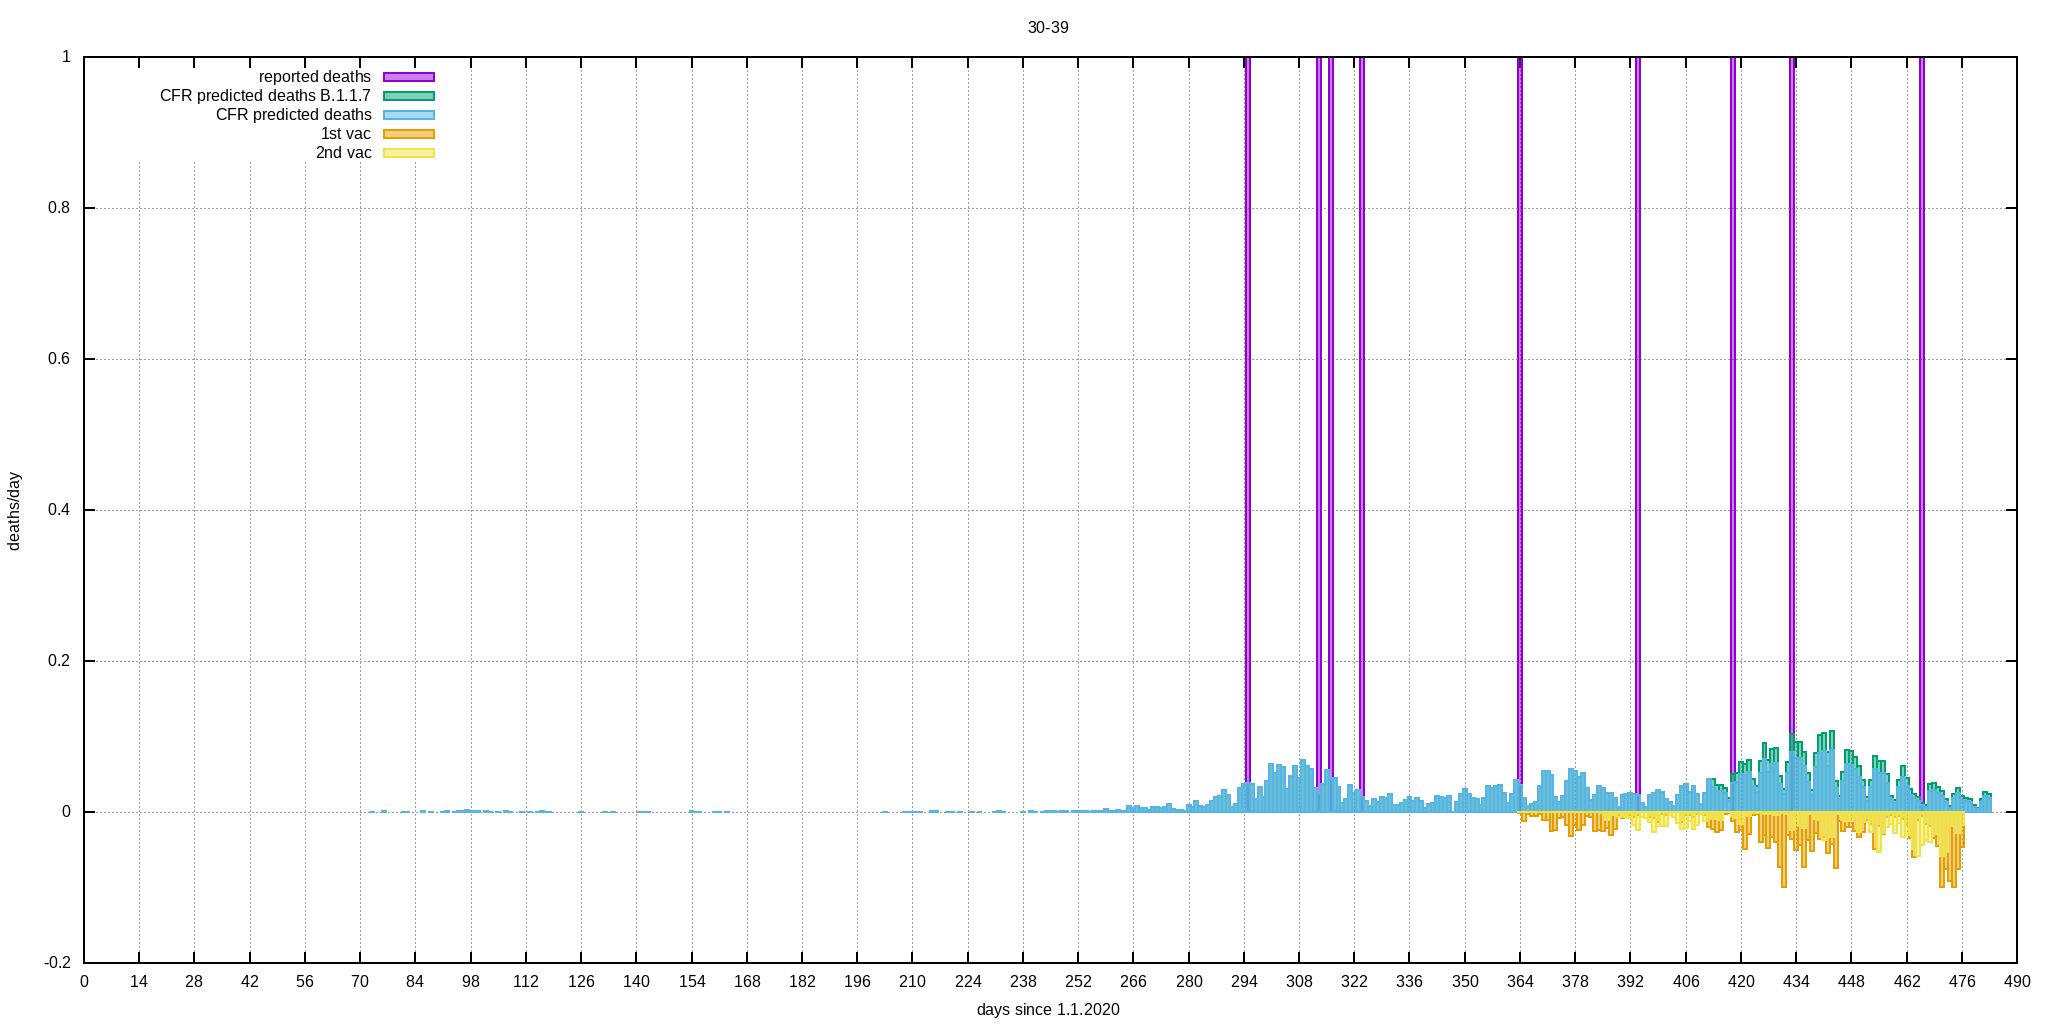 30-39
1
reported deaths
CFR predicted deaths B.1.1.7
CFR predicted deaths
1st vac
2nd vac
0.8
0.6
deaths/day
0.4
0.2
0
-0.2
0 14 28 42 56 70 84 98 112 126 140 154 168 182 196 210 224 238 252 266 280 294 308 322 336 350 364 378 392 406 420 434 448 462 476 490
days since 1.1.2020